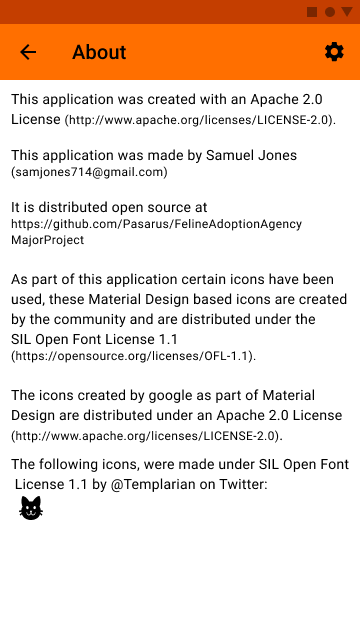 About
This application was created with an Apache 2.0
License (http://www.apache.org/licenses/LICENSE-2.0).
This application was made by Samuel Jones
(samjones714@gmail.com)
It is distributed open source at
https://github.com/Pasarus/FelineAdoptionAgency
MajorProject
As part of this application certain icons have been
used, these Material Design based icons are created
by the community and are distributed under the
SIL Open Font License 1.1
(https://opensource.org/licenses/OFL-1.1).
The icons created by google as part of Material
Design are distributed under an Apache 2.0 License
(http://www.apache.org/licenses/LICENSE-2.0).
The following icons, were made under SIL Open Font
License 1.1 by @Templarian on Twitter: